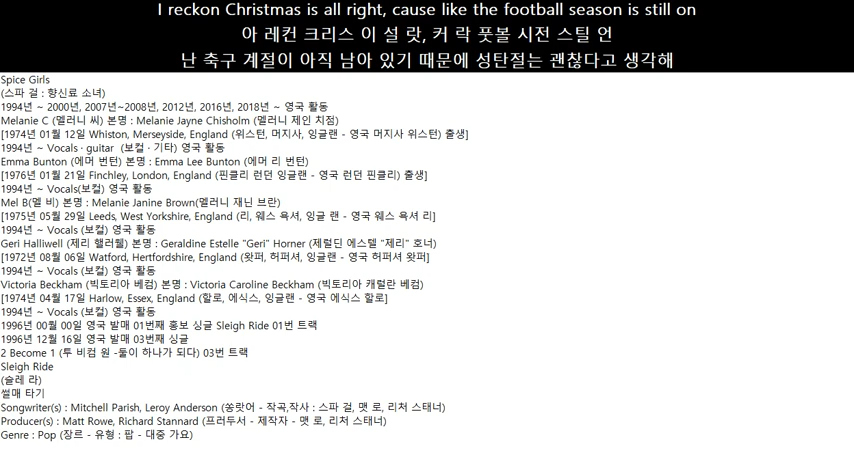 I reckon Christmas is all right, cause like the football season is still on
아 레컨 크리스 이 설 랏, 커 락 풋볼 시전 스틸 언
난 축구 계절이 아직 남아 있기 때문에 성탄절는 괜찮다고 생각해
Spice Girls
(스파 걸 : 향신료 소녀)
1994년 ~ 2000년, 2007년~2008년, 2012년, 2016년, 2018년 ~ 영국 활동
Melanie C (멜러니 씨) 본명 : Melanie Jayne Chisholm (멜러니 제인 치점)
[1974년 01월 12일 Whiston, Merseyside, England (위스턴, 머지사, 잉글랜 - 영국 머지사 위스턴) 출생]
1994년 ~ Vocals · guitar  (보컬 · 기타) 영국 활동
Emma Bunton (에머 번턴) 본명 : Emma Lee Bunton (에머 리 번턴)
[1976년 01월 21일 Finchley, London, England (핀클리 런던 잉글랜 - 영국 런던 핀클리) 출생]
1994년 ~ Vocals(보컬) 영국 활동
Mel B(멜 비) 본명 : Melanie Janine Brown(멜러니 재닌 브란)
[1975년 05월 29일 Leeds, West Yorkshire, England (리, 웨스 욕셔, 잉글 랜 - 영국 웨스 욕셔 리]
1994년 ~ Vocals (보컬) 영국 활동
Geri Halliwell (제리 핼러웰) 본명 : Geraldine Estelle "Geri" Horner (제럴딘 에스텔 "제리" 호너)
[1972년 08월 06일 Watford, Hertfordshire, England (왓퍼, 허퍼셔, 잉글랜 - 영국 허퍼셔 왓퍼]
1994년 ~ Vocals (보컬) 영국 활동
Victoria Beckham (빅토리아 베컴) 본명 : Victoria Caroline Beckham (빅토리아 캐럴란 베컴)
[1974년 04월 17일 Harlow, Essex, England (할로, 에식스, 잉글랜 - 영국 에식스 할로]
1994년 ~ Vocals (보컬) 영국 활동
1996년 00월 00일 영국 발매 01번째 홍보 싱글 Sleigh Ride 01번 트랙
1996년 12월 16일 영국 발매 03번째 싱글
2 Become 1 (투 비컴 원 -둘이 하나가 되다) 03번 트랙
Sleigh Ride
(슬레 라)
썰매 타기
Songwriter(s) : Mitchell Parish, Leroy Anderson (쏭랏어 - 작곡,작사 : 스파 걸, 맷 로, 리처 스태너)
Producer(s) : Matt Rowe, Richard Stannard (프러두서 - 제작자 - 맷 로, 리처 스태너)
Genre : Pop (장르 - 유형 : 팝 - 대중 가요)